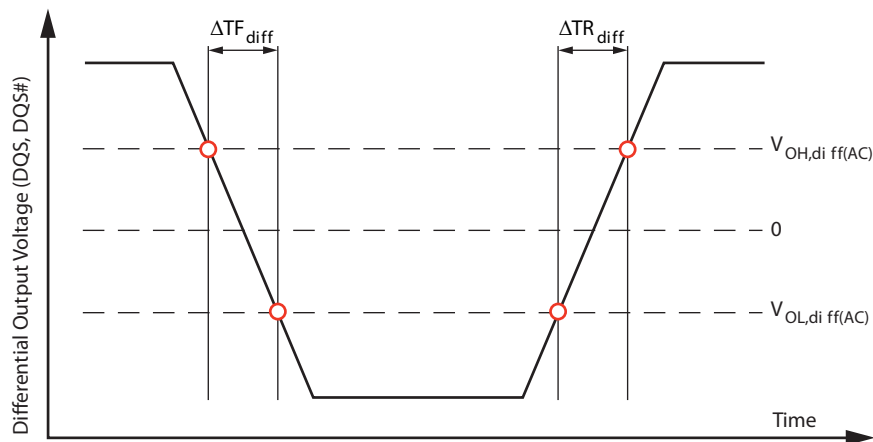 ΔTF diff
ΔTR diff
Differential Output Voltage (DQS, DQS#)
V OH,di ff(AC)
0
V OL,di ff(AC)
Time